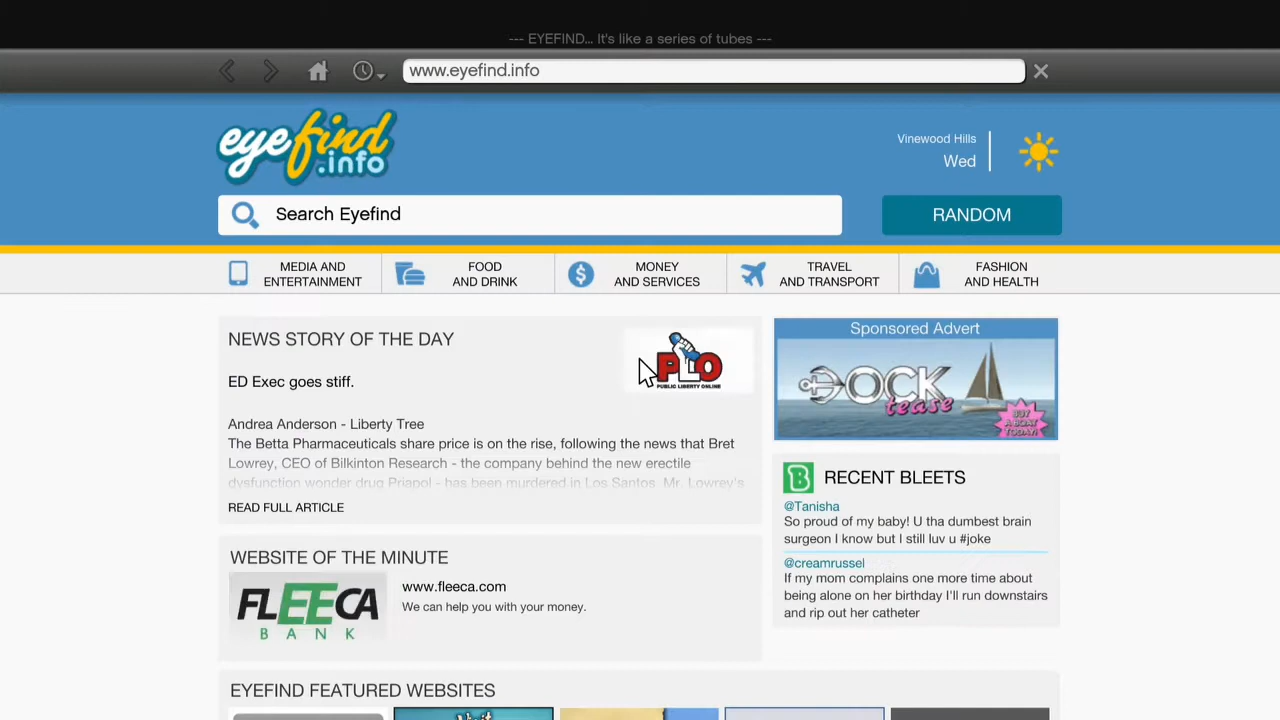 --- EYEFIND... It's like a series of tubes ---
www.eyefind.info
eyefind
.info
Vinewood Hills
Wed
Search Eyefind
RANDOM
MEDIA AND
ENTERTAINMENT
FOOD
AND DRINK
MONEY
AND SERVICES
TRAVEL
AND TRANSPORT
FASHION
AND HEALTH
NEWS STORY OF THE DAY
PLO
PUBLIC LIBERTY ONLINE
ED Exec goes stiff.
Andrea Anderson - Liberty Tree
The Betta Pharmaceuticals share price is on the rise, following the news that Bret
Lowrey, CEO of Bilkinton Research - the company behind the new erectile
dysfunction wonder drug Priapol - has been murdered in Los Santos. Mr. Lowrey's
READ FULL ARTICLE
Sponsored Advert
DOCK
tease
BUY
A BOAT
TODAY!
B
RECENT BLEETS
@Tanisha
So proud of my baby! U tha dumbest brain
surgeon I know but I still luv u #joke
@creamrussel
If my mom complains one more time about
being alone on her birthday I'll run downstairs
and rip out her catheter
WEBSITE OF THE MINUTE
FLEECA
BANK
www.fleeca.com
We can help you with your money.
EYEFIND FEATURED WEBSITES